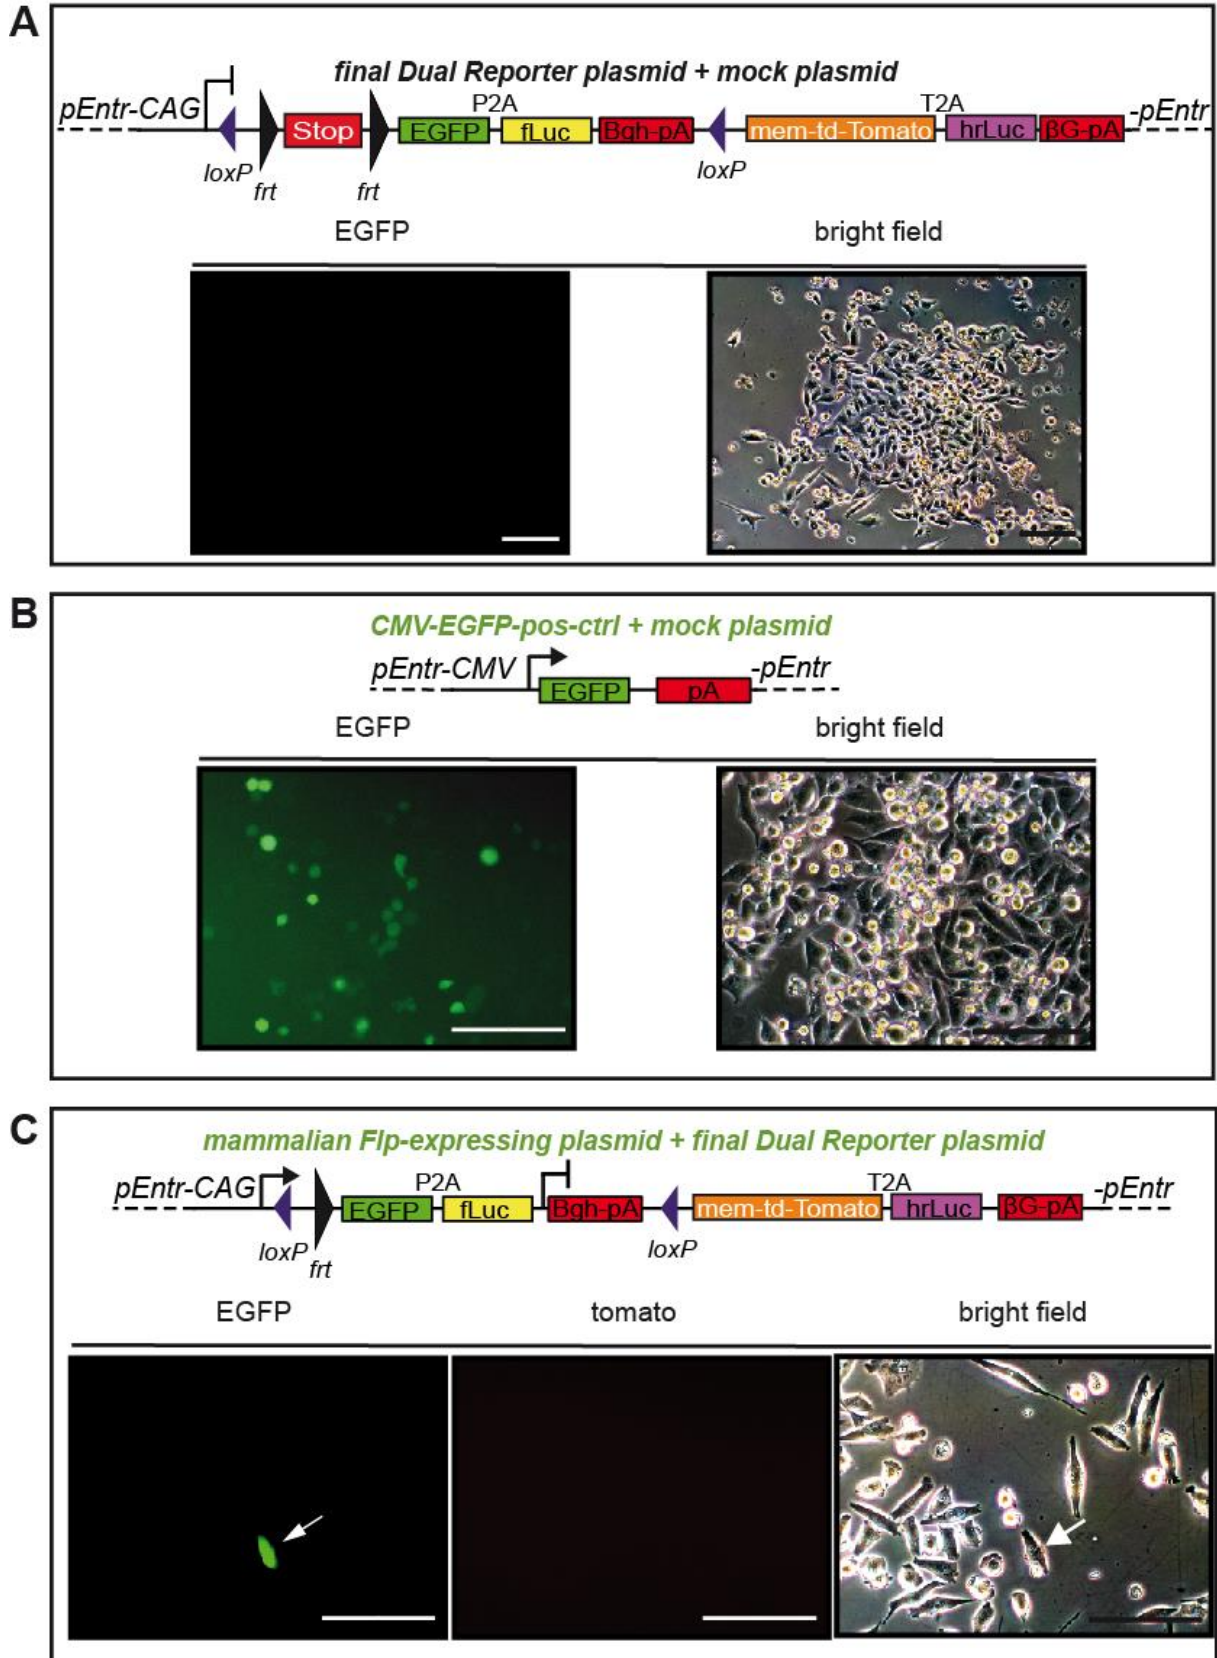 A
final Dual Reporter plasmid + mock plasmid
pEntr-CAG
P2A
T2A
-pEntr
Stop
EGFP
fLuc
Bgh-pA
mem-td-Tomato
hrLuc
βG-pA
loxP
frt
frt
loxP
EGFP
bright field
B
CMV-EGFP-pos-ctrl + mock plasmid
pEntr-CMV
-pEntr
EGFP
pA
EGFP
bright field
C
mammalian Flp-expressing plasmid + final Dual Reporter plasmid
pEntr-CAG
P2A
T2A
-pEntr
EGFP
fLuc
Bgh-pA
mem-td-Tomato
hrLuc
βG-pA
loxP
frt
loxP
EGFP
tomato
bright field